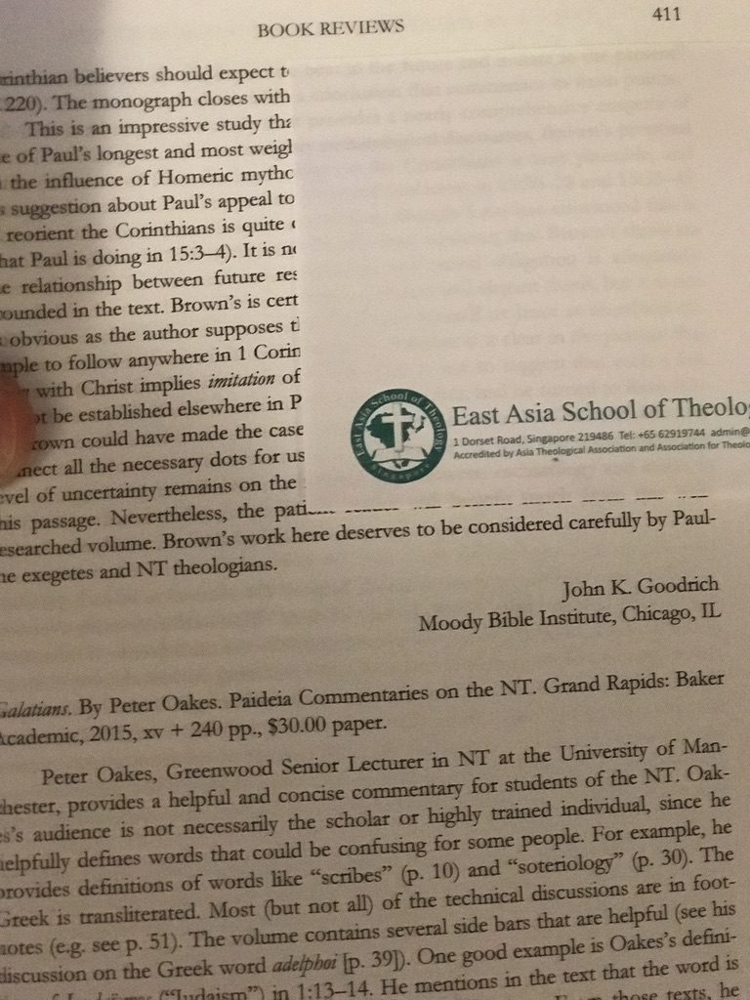 BOOK REVIEWS
411
rinthian believers should expect
220). The monograph closes with
This is an impressive study
e of Paul's longest and most
the influence of Homeric
suggestion about Paul's appeal to
reorient the Corinthians is quite
hat Paul is doing in 15:3–4). It is
e relationship between future
ounded in the text. Brown's is
obvious as the author supposes
to follow anywhere in 1
with Christ implies imitation of
be established elsewhere in P
rown could have made the case
nect all the necessary dots for us
vel of uncertainty remains on the
his passage. Nevertheless, the
esearched volume. Brown's work here deserves to be considered carefully by Paul-
ne exegetes and NT theologians.
East Asia School of Theology
Singapore
East Asia School of Theolo
1 Dorset Road, Singapore 219486 Tel: +65 62919744 admin@
Accredited by Asia Theological Association and Association for Theolo
John K. Goodrich
Moody Bible Institute, Chicago, IL
Galatians. By Peter Oakes. Paideia Commentaries on the NT. Grand Rapids: Baker
Academic, 2015, xv + 240 pp., $30.00 paper.
Peter Oakes, Greenwood Senior Lecturer in NT at the University of Man-
chester, provides a helpful and concise commentary for students of the NT. Oak-
es's audience is not necessarily the scholar or highly trained individual, since he
helpfully defines words that could be confusing for some people. For example, he
provides definitions of words like “scribes” (p. 10) and “soteriology” (p. 30). The
Greek is transliterated. Most (but not all) of the technical discussions are in foot-
notes (e.g. see p. 51). The volume contains several side bars that are helpful (see his
discussion on the Greek word adelphoi [p. 39]). One good example is Oakes's defini-
(“Judaism”) in 1:13–14. He mentions in the text that the word is
those texts, he